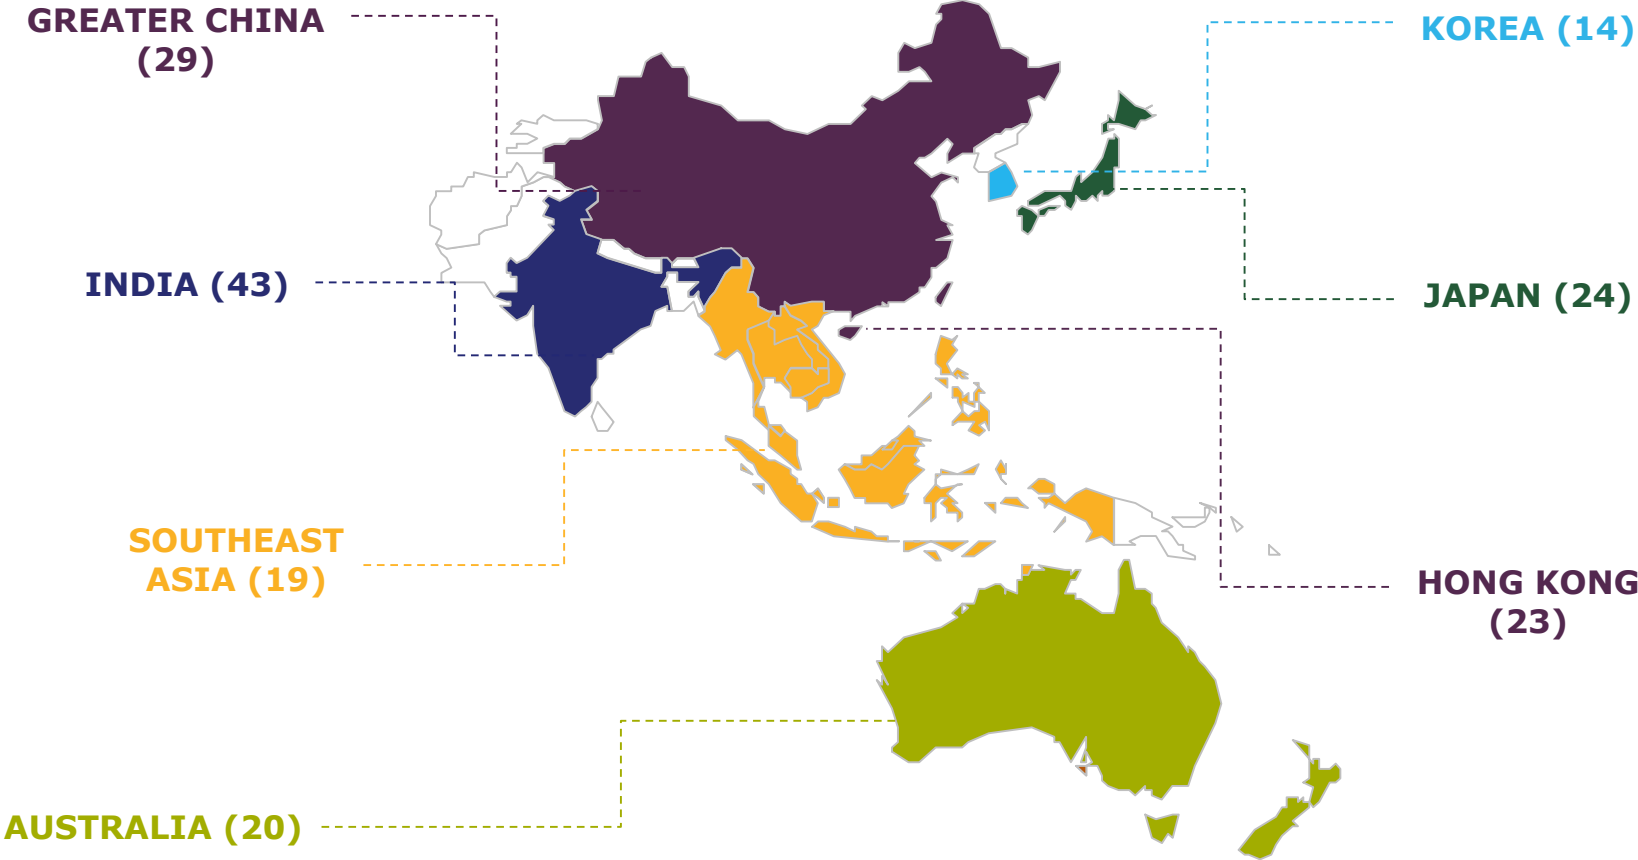 GREATER CHINA
(29)
KOREA (14)
INDIA (43)
JAPAN (24)
SOUTHEAST
ASIA (19)
HONG KONG
(23)
AUSTRALIA (20)